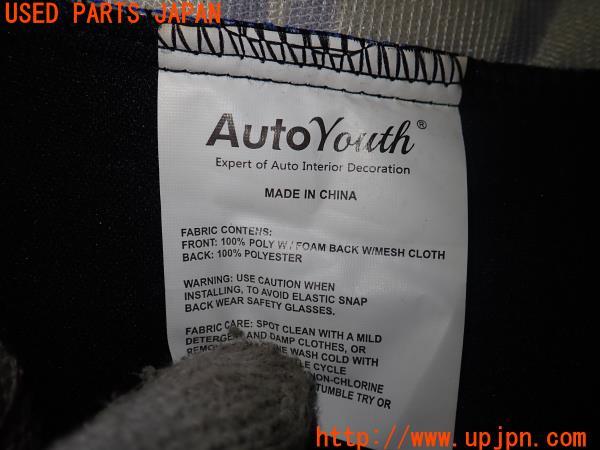 USED PARTS JAPAN
AutoYouth®
Expert of Auto Interior Decoration
MADE IN CHINA
FABRIC CONTENS:
FRONT: 100% POLY W / FOAM BACK W/MESH CLOTH
BACK: 100% POLYESTER
WARNING: USE CAUTION WHEN
INSTALLING, TO AVOID ELASTIC SNAP
BACK WEAR SAFETY GLASSES.
FABRIC CARE: SPOT CLEAN WITH A MILD
DETERGENT AND DAMP CLOTHES, OR
WASH COLD WITH
CYCLE
NON-CHLORINE
TUMBLE TRY OR
http://www.upjpn.com